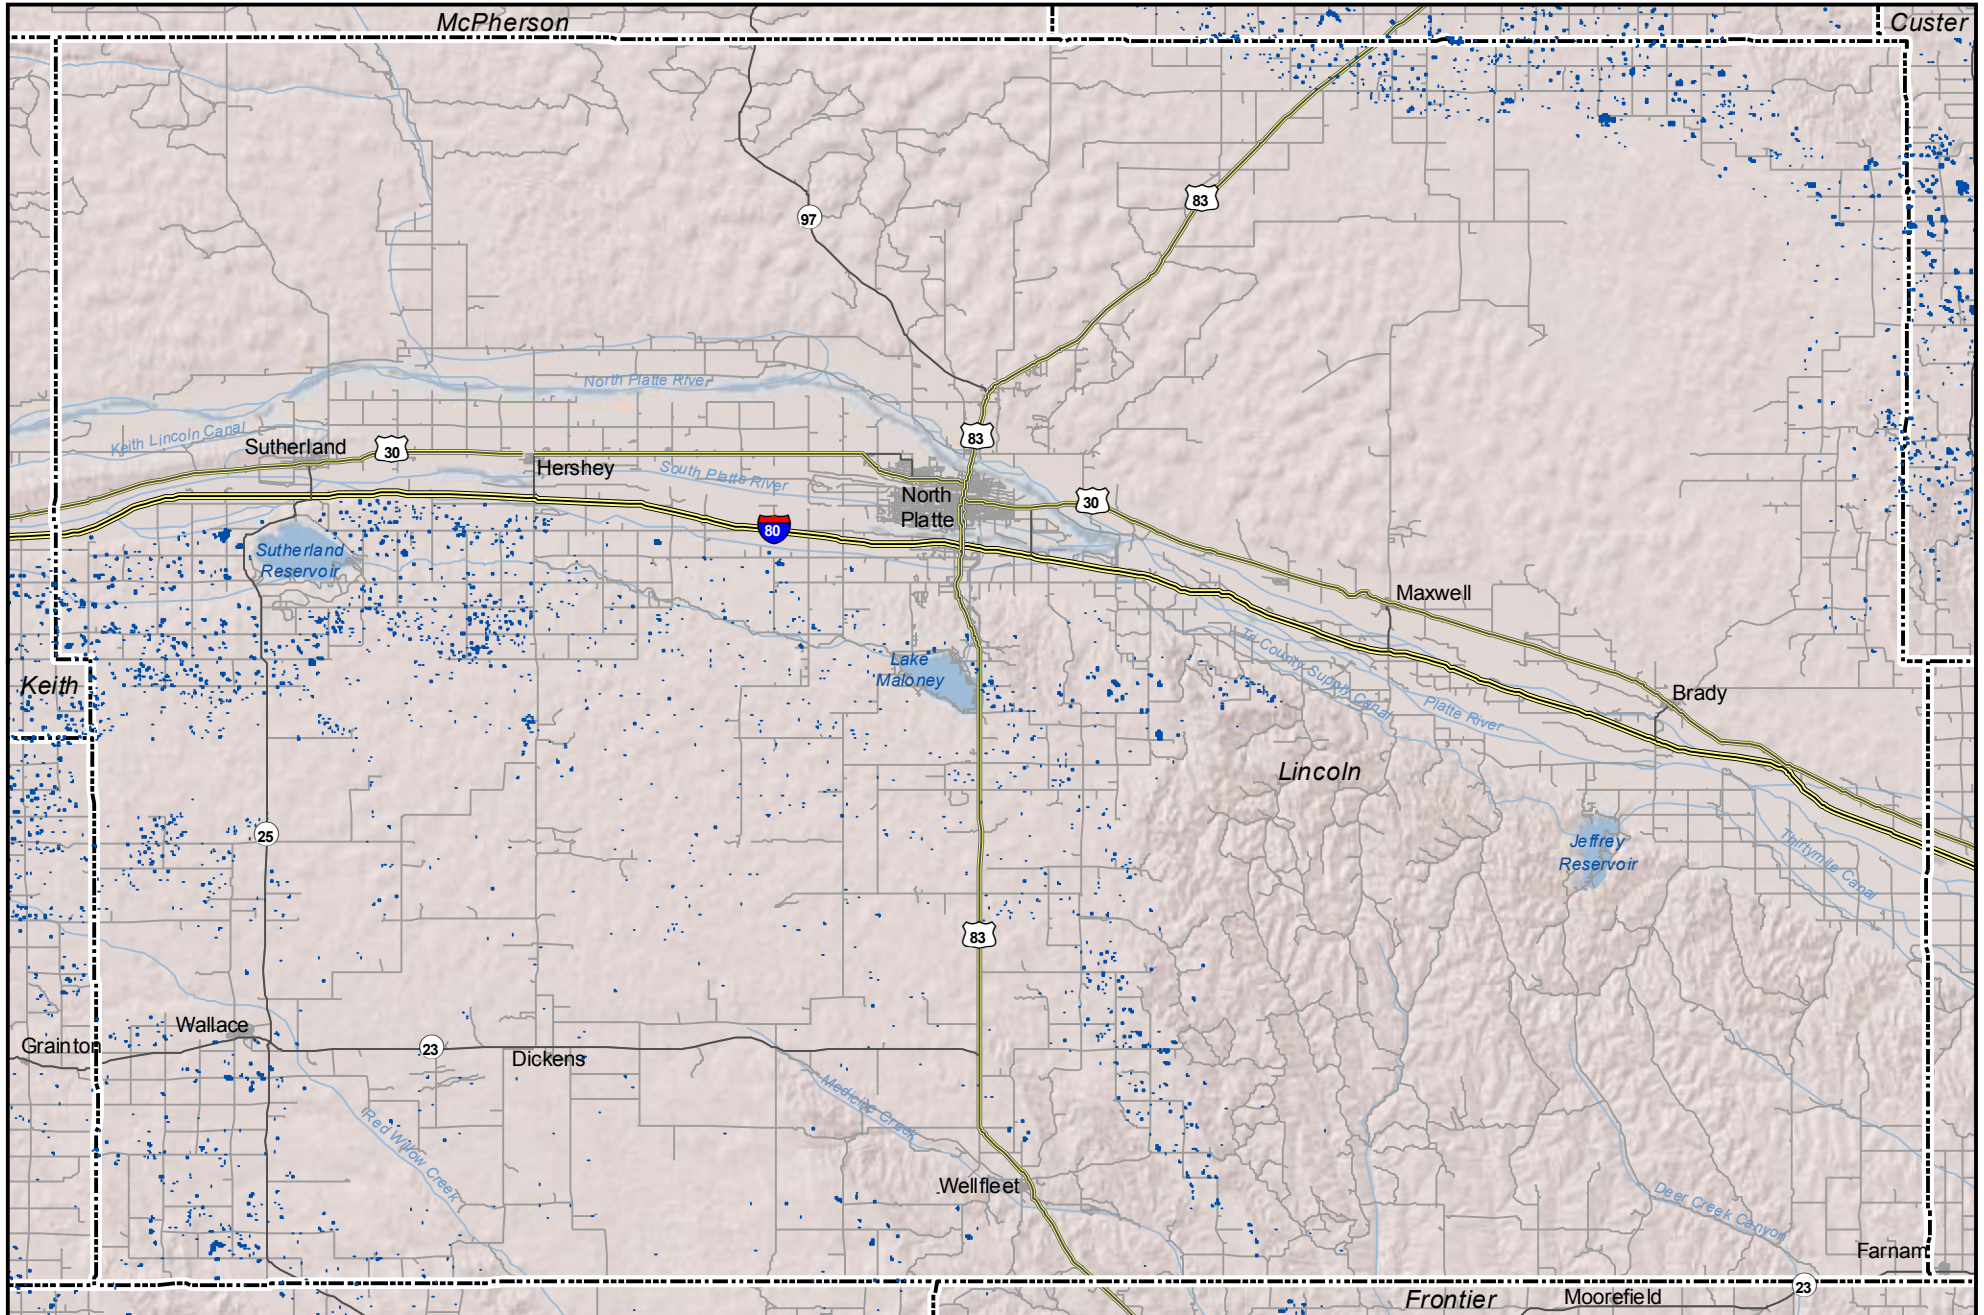 McPherson
Custer
97
83
North Platte River
Keith Lincoln Canal
Sutherland
30
83
Hershey
South Platte River
North
Platte
30
80
Sutherland
Reservoir
Maxwell
Tri-County Supply Canal
Lake
Maloney
Keith
Platte River
Brady
Lincoln
25
Jeffrey
Reservoir
Thirtymile Canal
83
Wallace
Grainton
23
Dickens
Medicine Creek
Red Willow Creek
Wellfleet
Deer Creek Canyon
Farnam
23
Frontier
Moorefield